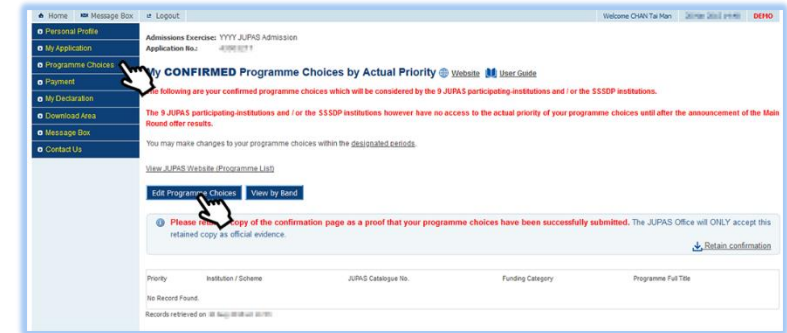 Home Message Box Logout Welcome CHAN Tai Man DEMO
Personal Profile
My Application
Programme Choices
Payment
My Declaration
Download Area
Message Box
Contact Us
Admissions Exercise: YYYY JUPAS Admission
Application No.:
My CONFIRMED Programme Choices by Actual Priority Website User Guide
The following are your confirmed programme choices which will be considered by the 9 JUPAS participating-institutions and / or the SSSDP institutions.
The 9 JUPAS participating-institutions and / or the SSSDP institutions however have no access to the actual priority of your programme choices until after the announcement of the Main
Round offer results.
You may make changes to your programme choices within the designated periods.
View JUPAS Website (Programme List)
Edit Programme Choices View by Band
Please copy of the confirmation page as a proof that your programme choices have been successfully submitted. The JUPAS Office will ONLY accept this
retained copy as official evidence.
Retain confirmation
Priority Institution / Scheme JUPAS Catalogue No. Funding Category Programme Full Title
No Record Found.
Records retrieved on